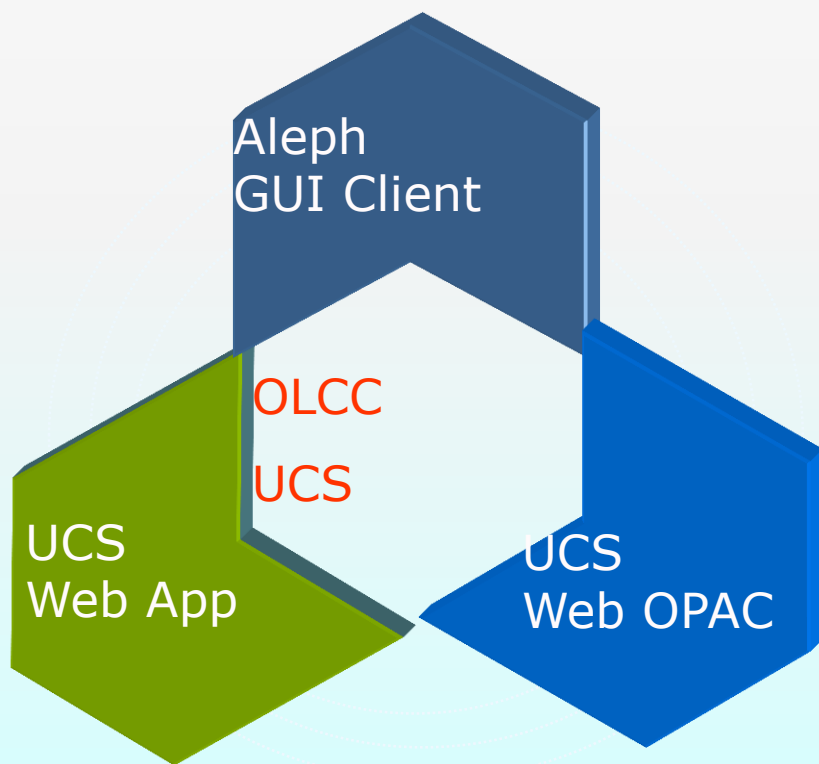 Aleph
GUI Client
OLCC
UCS
UCS
Web App
UCS
Web OPAC